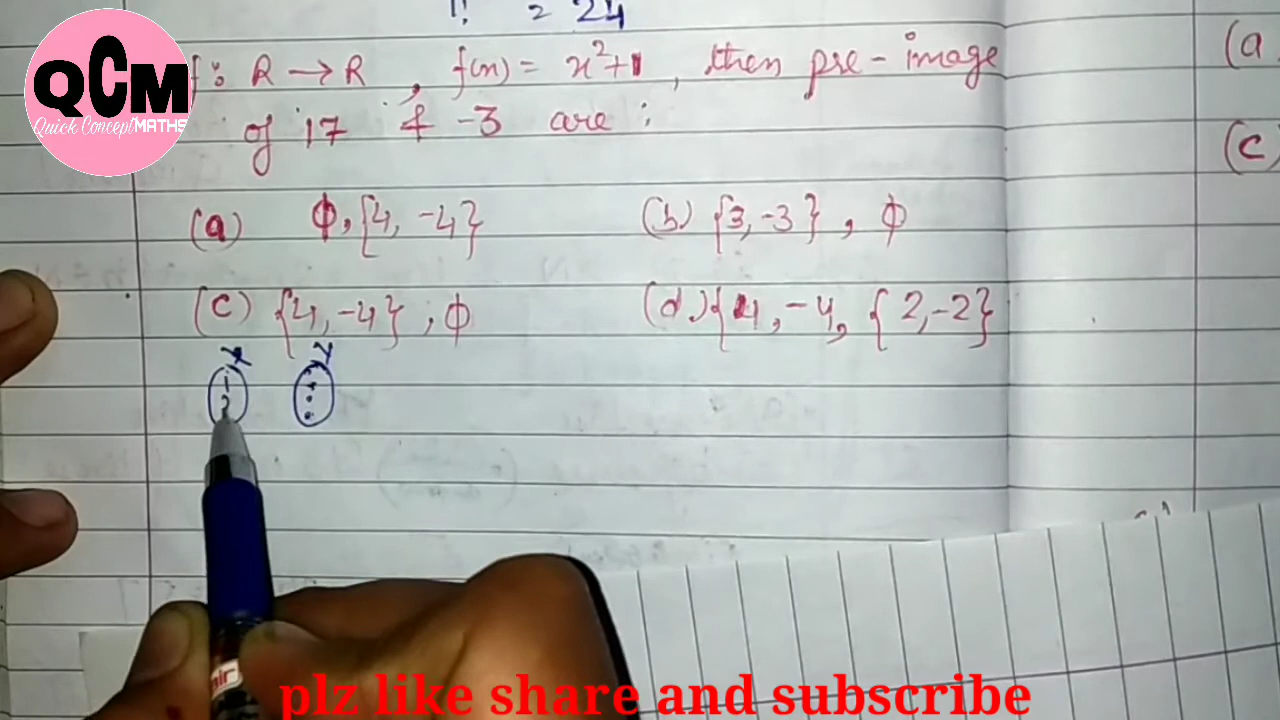 = 24
QCM
Quick Concept MATHS
f: R → R , f(x) = x²+1 , then pre-image
of 17 & -3 are :
(a) ϕ, {4, -4}
(b) {3, -3} , ϕ
(c) {4, -4} , ϕ
(d) {4, -4, {2, -2}
x y
(a
(c)
plz like share and subscribe